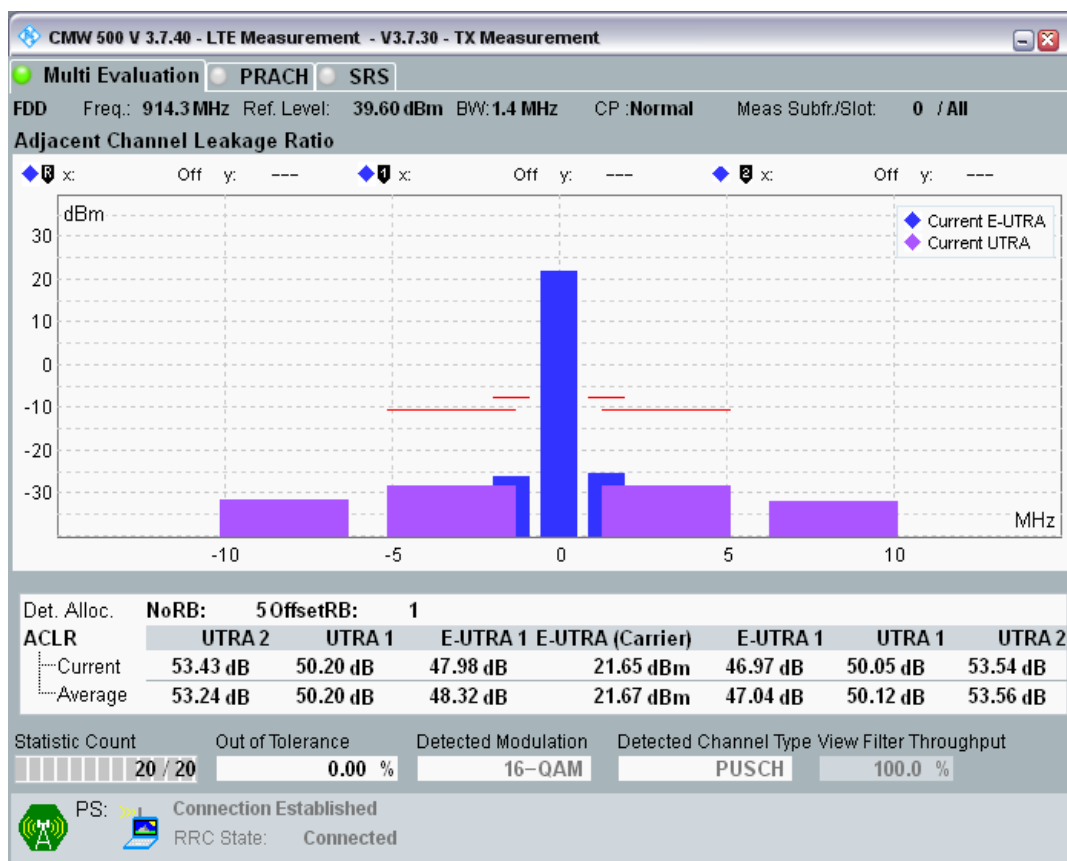 CMW 500 V 3.7.40 - LTE Measurement - V3.7.30 - TX Measurement
Multi Evaluation PRACH SRS
FDD Freq.: 914.3 MHz Ref. Level: 39.60 dBm BW: 1.4 MHz CP :Normal Meas Subfr./Slot: 0 / All
Adjacent Channel Leakage Ratio
R x: Off y: --- 1 x: Off y: --- 2 x: Off y: ---
dBm
Current E-UTRA
Current UTRA
30
20
10
0
-10
-20
-30
MHz
-10 -5 0 5 10
Det. Alloc. NoRB: 5 OffsetRB: 1
ACLR UTRA 2 UTRA 1 E-UTRA 1 E-UTRA (Carrier) E-UTRA 1 UTRA 1 UTRA 2
Current 53.43 dB 50.20 dB 47.98 dB 21.65 dBm 46.97 dB 50.05 dB 53.54 dB
Average 53.24 dB 50.20 dB 48.32 dB 21.67 dBm 47.04 dB 50.12 dB 53.56 dB
Statistic Count Out of Tolerance Detected Modulation Detected Channel Type View Filter Throughput
20 / 20 0.00 % 16-QAM PUSCH 100.0 %
PS: Connection Established
RRC State: Connected